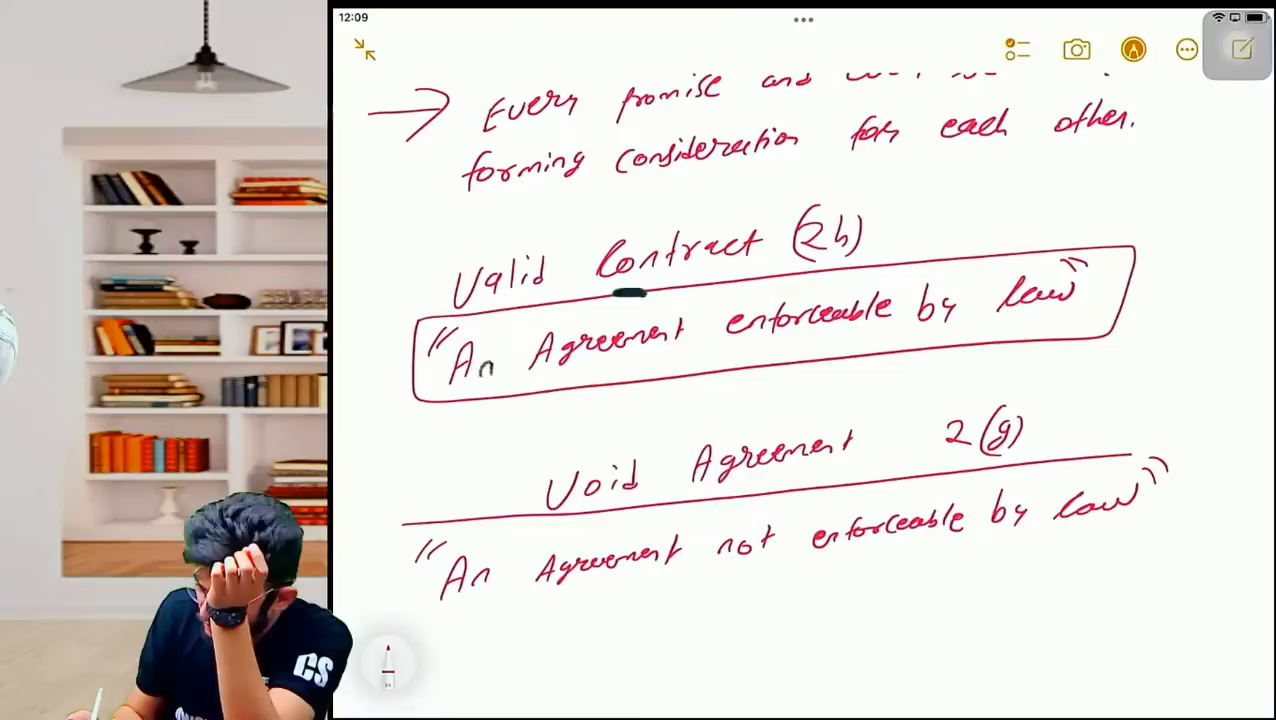 12:09
→ Every promise and
forming consideration for each other.
Valid Contract (2h)
"An Agreement enforceable by law"
Void Agreement 2(g)
"An Agreement not enforceable by law"
CS